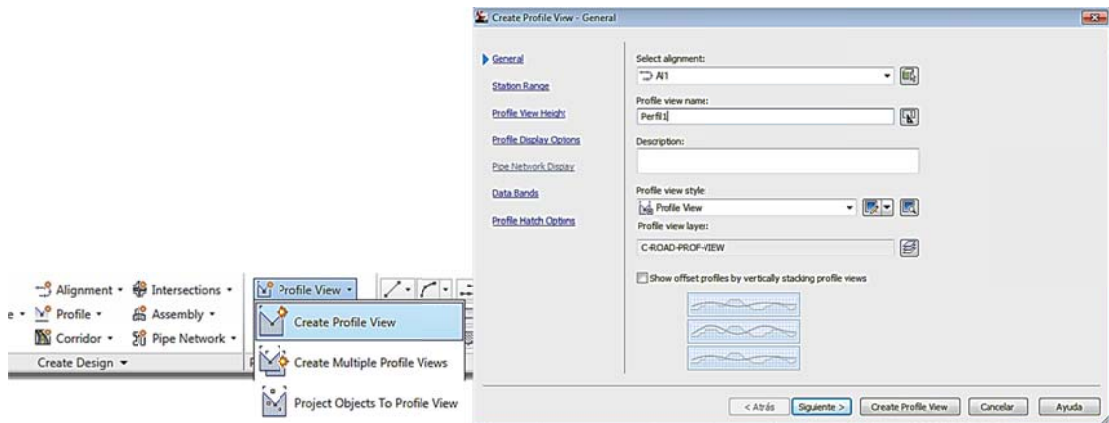 Alignment
Intersections
Profile View
e
Profile
Assembly
Corridor
Pipe Network
Create Design
Create Profile View
Create Multiple Profile Views
Project Objects To Profile View
Create Profile View - General
General
Station Range
Profile View Height
Profile Display Options
Pipe Network Display
Data Bands
Profile Hatch Options
Select alignment:
Al1
Profile view name:
Perfil1
Description:
Profile view style
Profile View
Profile view layer:
C-ROAD-PROF-VIEW
Show offset profiles by vertically stacking profile views
< Atrás
Siguiente >
Create Profile View
Cancelar
Ayuda